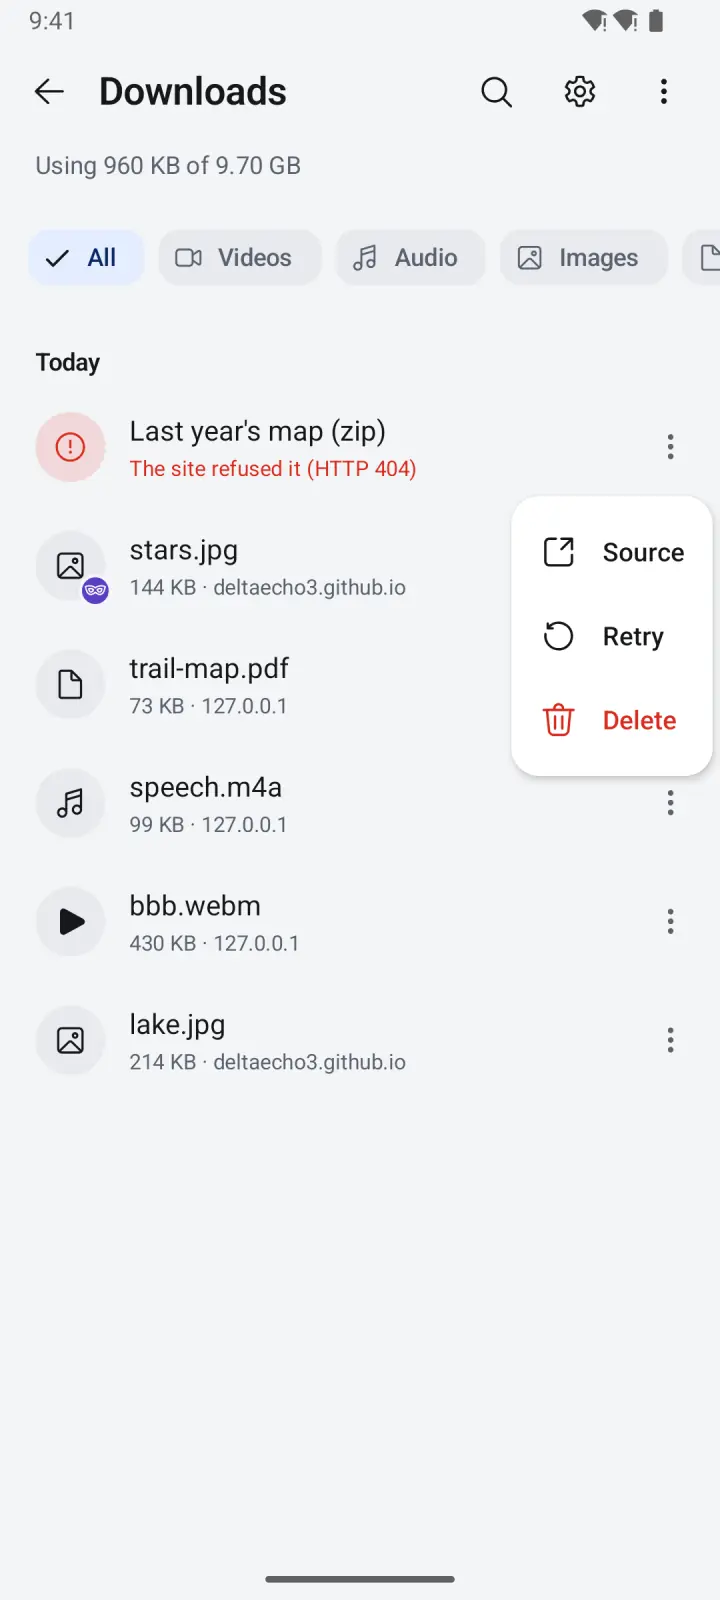 9:41
Downloads
Using 960 KB of 9.70 GB
All
Videos
Audio
Images
Today
Last year's map (zip)
The site refused it (HTTP 404)
Source
Retry
Delete
stars.jpg
144 KB · deltaecho3.github.io
trail-map.pdf
73 KB · 127.0.0.1
speech.m4a
99 KB · 127.0.0.1
bbb.webm
430 KB · 127.0.0.1
lake.jpg
214 KB · deltaecho3.github.io